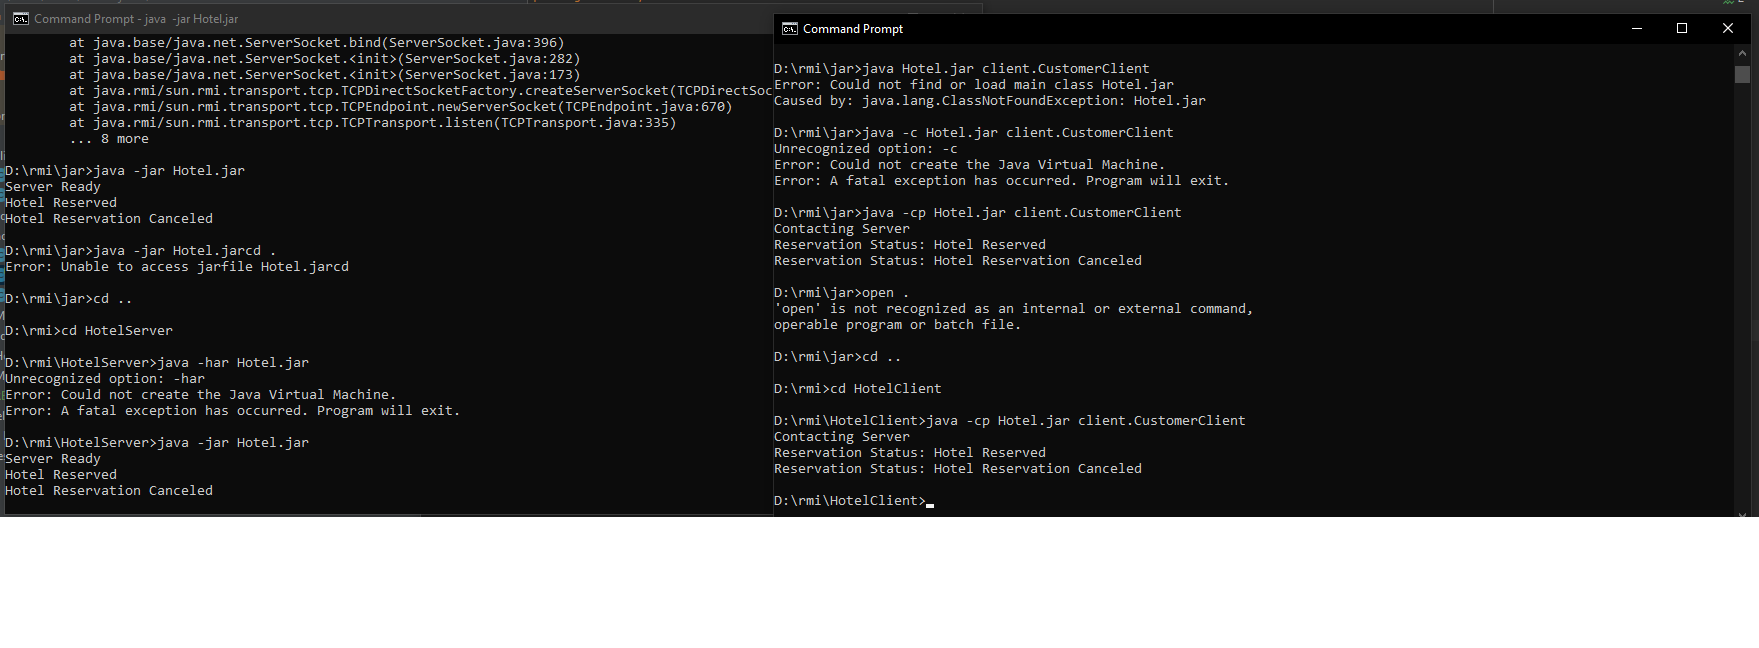 Command Prompt - java  -jar Hotel.jar
at java.base/java.net.ServerSocket.bind(ServerSocket.java:396)
at java.base/java.net.ServerSocket.<init>(ServerSocket.java:282)
at java.base/java.net.ServerSocket.<init>(ServerSocket.java:173)
at java.rmi/sun.rmi.transport.tcp.TCPDirectSocketFactory.createServerSocket(TCPDirectSoc
at java.rmi/sun.rmi.transport.tcp.TCPEndpoint.newServerSocket(TCPEndpoint.java:670)
at java.rmi/sun.rmi.transport.tcp.TCPTransport.listen(TCPTransport.java:335)
... 8 more
D:\rmi\jar>java -jar Hotel.jar
Server Ready
Hotel Reserved
Hotel Reservation Canceled
D:\rmi\jar>java -jar Hotel.jarcd .
Error: Unable to access jarfile Hotel.jarcd
D:\rmi\jar>cd ..
D:\rmi>cd HotelServer
D:\rmi\HotelServer>java -har Hotel.jar
Unrecognized option: -har
Error: Could not create the Java Virtual Machine.
Error: A fatal exception has occurred. Program will exit.
D:\rmi\HotelServer>java -jar Hotel.jar
Server Ready
Hotel Reserved
Hotel Reservation Canceled
Command Prompt
D:\rmi\jar>java Hotel.jar client.CustomerClient
Error: Could not find or load main class Hotel.jar
Caused by: java.lang.ClassNotFoundException: Hotel.jar
D:\rmi\jar>java -c Hotel.jar client.CustomerClient
Unrecognized option: -c
Error: Could not create the Java Virtual Machine.
Error: A fatal exception has occurred. Program will exit.
D:\rmi\jar>java -cp Hotel.jar client.CustomerClient
Contacting Server
Reservation Status: Hotel Reserved
Reservation Status: Hotel Reservation Canceled
D:\rmi\jar>open .
'open' is not recognized as an internal or external command,
operable program or batch file.
D:\rmi\jar>cd ..
D:\rmi>cd HotelClient
D:\rmi\HotelClient>java -cp Hotel.jar client.CustomerClient
Contacting Server
Reservation Status: Hotel Reserved
Reservation Status: Hotel Reservation Canceled
D:\rmi\HotelClient>